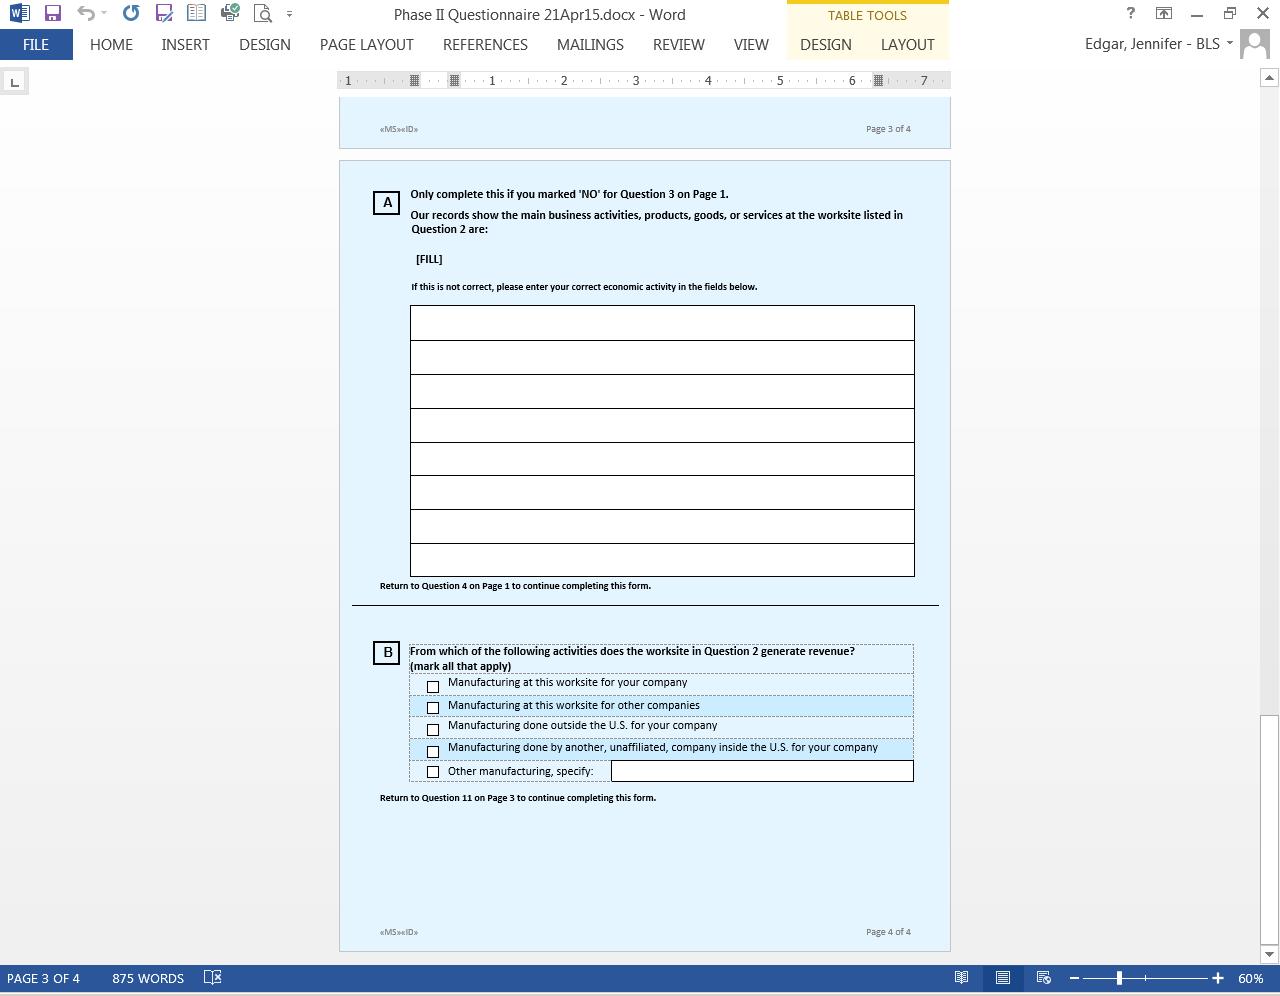 Phase II Questionnaire 21Apr15.docx - Word
TABLE TOOLS
?
FILE HOME INSERT DESIGN PAGE LAYOUT REFERENCES MAILINGS REVIEW VIEW DESIGN LAYOUT
Edgar, Jennifer - BLS
L
1 1 2 3 4 5 6 7
«MS»«ID» Page 3 of 4
A
Only complete this if you marked 'NO' for Question 3 on Page 1.
Our records show the main business activities, products, goods, or services at the worksite listed in
Question 2 are:
[FILL]
If this is not correct, please enter your correct economic activity in the fields below.
Return to Question 4 on Page 1 to continue completing this form.
B
From which of the following activities does the worksite in Question 2 generate revenue?
(mark all that apply)
Manufacturing at this worksite for your company
Manufacturing at this worksite for other companies
Manufacturing done outside the U.S. for your company
Manufacturing done by another, unaffiliated, company inside the U.S. for your company
Other manufacturing, specify:
Return to Question 11 on Page 3 to continue completing this form.
«MS»«ID» Page 4 of 4
PAGE 3 OF 4 875 WORDS 60%